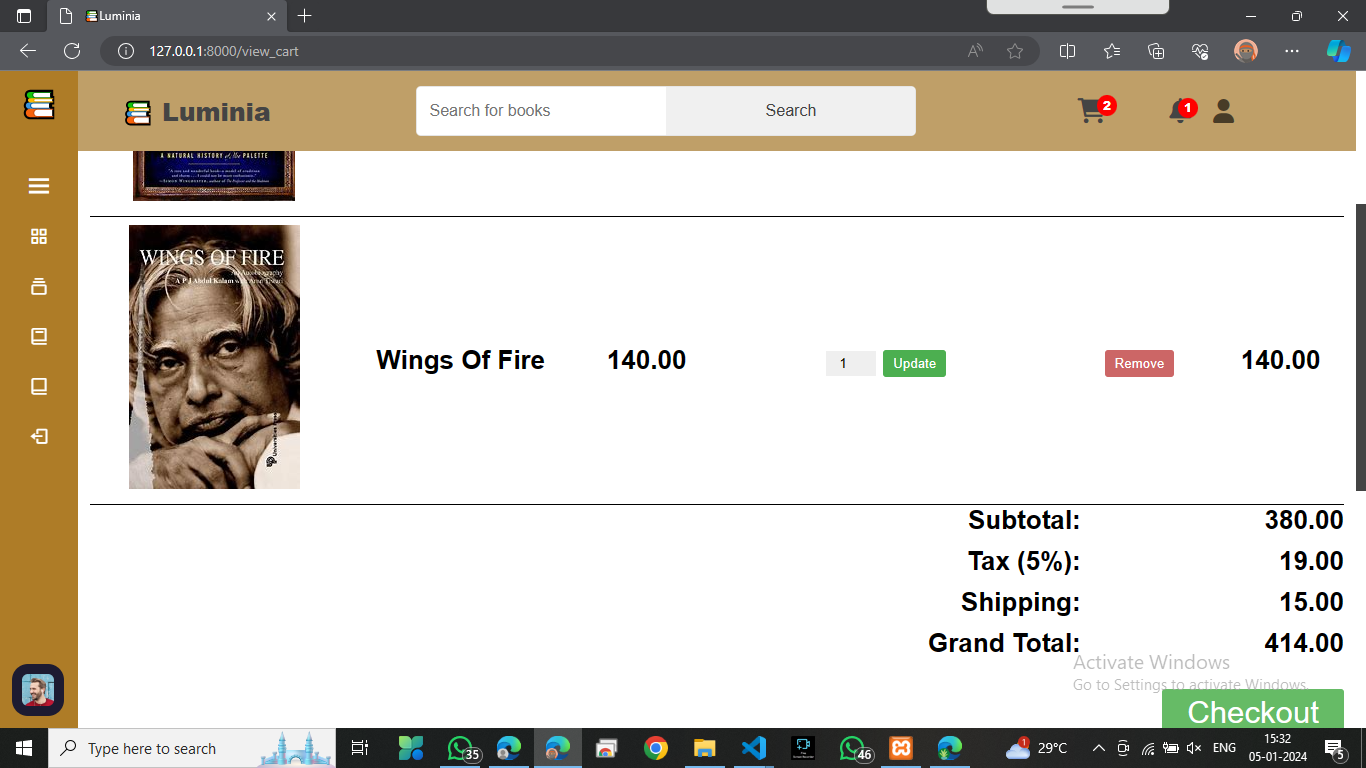 Luminia
127.0.0.1:8000/view_cart
Luminia
Search for books
Search
2
1
A NATURAL HISTORY of the PALETTE
WINGS OF FIRE
An Autobiography
A P J Abdul Kalam with Arun Tiwari
Universities Press
Wings Of Fire
140.00
1
Update
Remove
140.00
Subtotal:
380.00
Tax (5%):
19.00
Shipping:
15.00
Grand Total:
414.00
Activate Windows
Go to Settings to activate Windows.
Checkout
Type here to search
35
46
1
29°C
ENG
15:32
05-01-2024
5